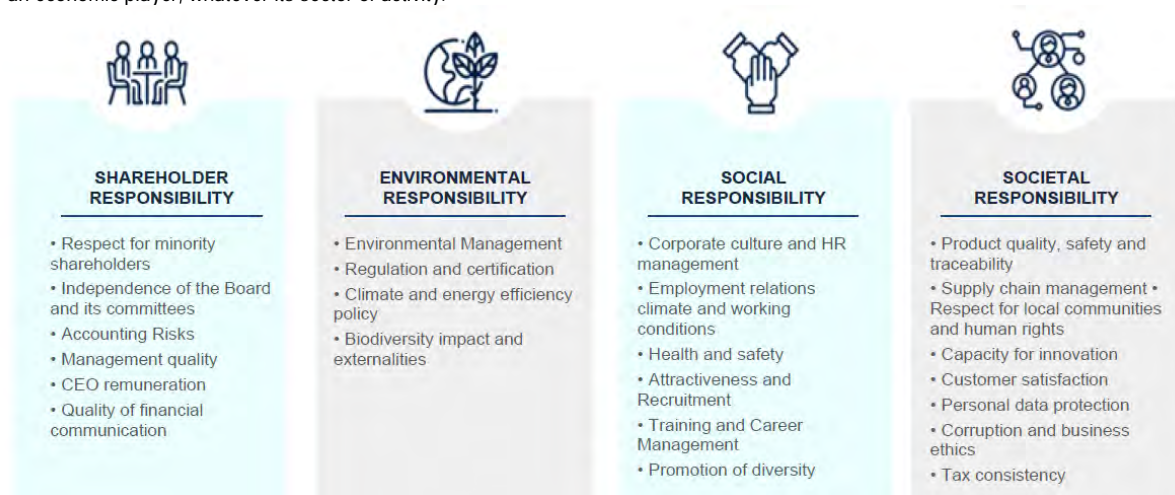 an economic player, whatever its sector of activity.
SHAREHOLDER
RESPONSIBILITY
• Respect for minority
shareholders
• Independence of the Board
and its committees
• Accounting Risks
• Management quality
• CEO remuneration
• Quality of financial
communication
ENVIRONMENTAL
RESPONSIBILITY
• Environmental Management
• Regulation and certification
• Climate and energy efficiency
policy
• Biodiversity impact and
externalities
SOCIAL
RESPONSIBILITY
• Corporate culture and HR
management
• Employment relations
climate and working
conditions
• Health and safety
• Attractiveness and
Recruitment
• Training and Career
Management
• Promotion of diversity
SOCIETAL
RESPONSIBILITY
• Product quality, safety and
traceability
• Supply chain management •
Respect for local communities
and human rights
• Capacity for innovation
• Customer satisfaction
• Personal data protection
• Corruption and business
ethics
• Tax consistency